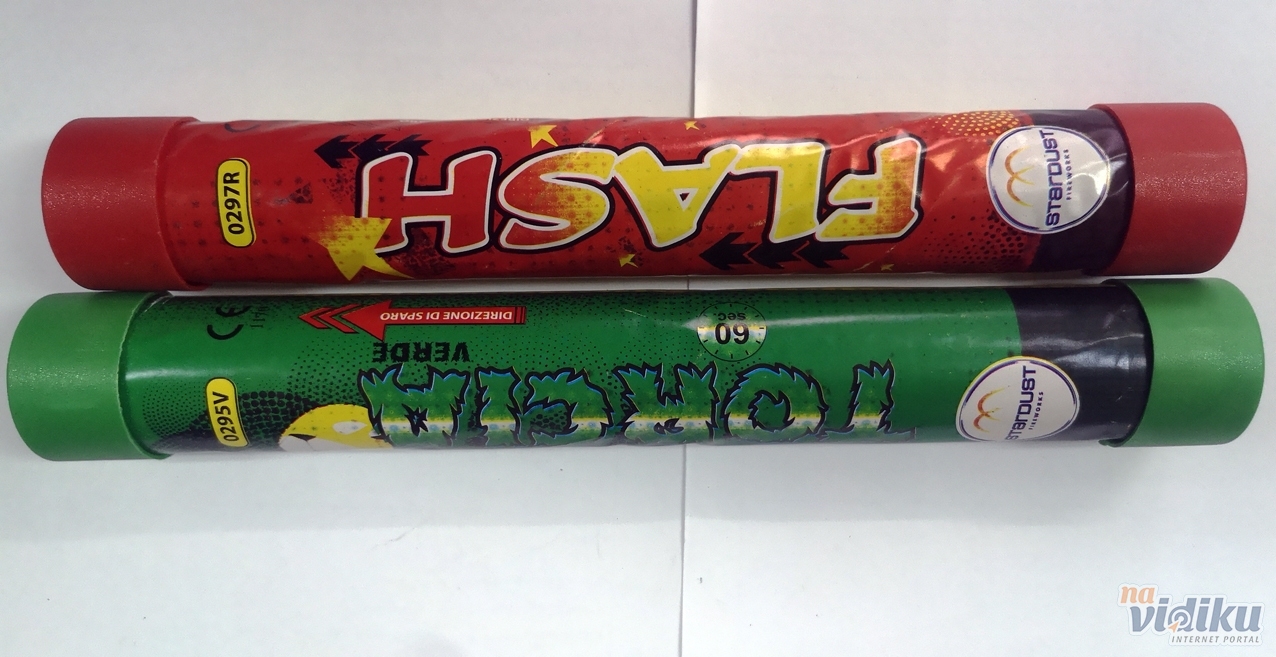 FLASH
0297R
STARDUST
FIREWORKS
CE
DIREZIONE DI SPARO
VERDE
60
sec
TORCIA
0295V
STARDUST
FIREWORKS
na
vidiku
INTERNET PORTAL